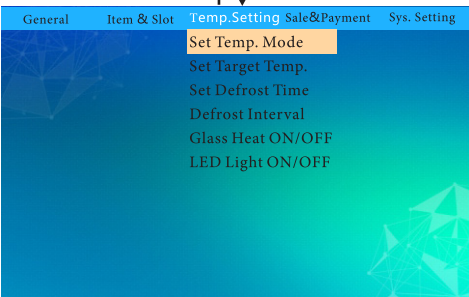 General Item & Slot Temp.Setting Sale&Payment Sys. Setting
Set Temp. Mode
Set Target Temp.
Set Defrost Time
Defrost Interval
Glass Heat ON/OFF
LED Light ON/OFF